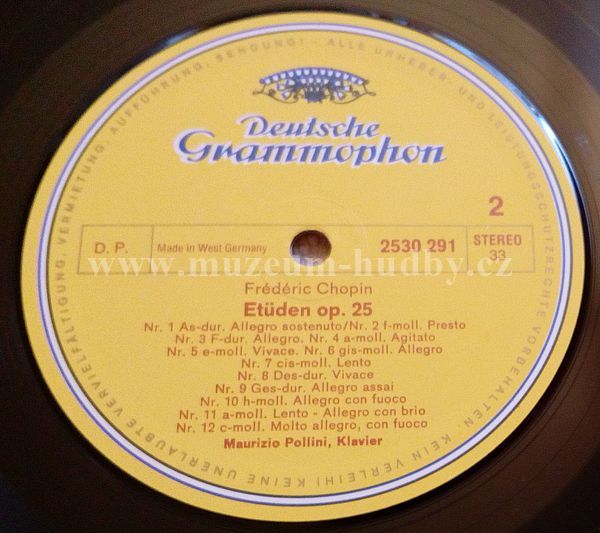 KEINE UNERLAUBTE VERVIELFÄLTIGUNG, VERMIETUNG, AUFFÜHRUNG, SENDUNG! - ALLE URHEBER- UND LEISTUNGSSCHUTZRECHTE VORBEHALTEN. KEIN VERLEIH!
Deutsche
Grammophon
2
D. P.
Made in West Germany
2530 291
STEREO
33
www.muzeum-hudby.cz
Frédéric Chopin
Etüden op. 25
Nr. 1 As-dur. Allegro sostenuto/Nr. 2 f-moll. Presto
Nr. 3 F-dur. Allegro. Nr. 4 a-moll. Agitato
Nr. 5 e-moll. Vivace. Nr. 6 gis-moll. Allegro
Nr. 7 cis-moll. Lento
Nr. 8 Des-dur. Vivace
Nr. 9 Ges-dur. Allegro assai
Nr. 10 h-moll. Allegro con fuoco
Nr. 11 a-moll. Lento - Allegro con brio
Nr. 12 c-moll. Molto allegro, con fuoco
Maurizio Pollini, Klavier